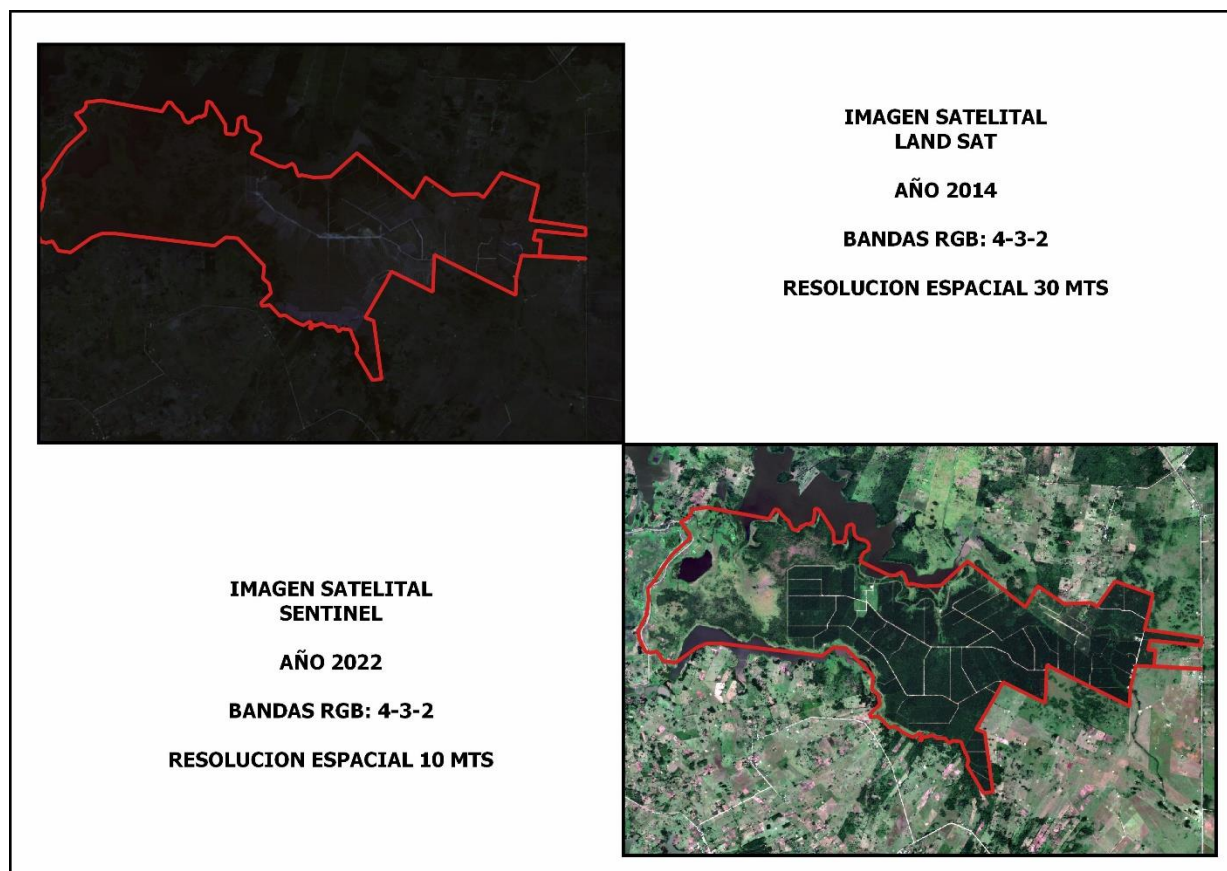 IMAGEN SATELITAL
LAND SAT
AÑO 2014
BANDAS RGB: 4-3-2
RESOLUCION ESPACIAL 30 MTS
IMAGEN SATELITAL
SENTINEL
AÑO 2022
BANDAS RGB: 4-3-2
RESOLUCION ESPACIAL 10 MTS